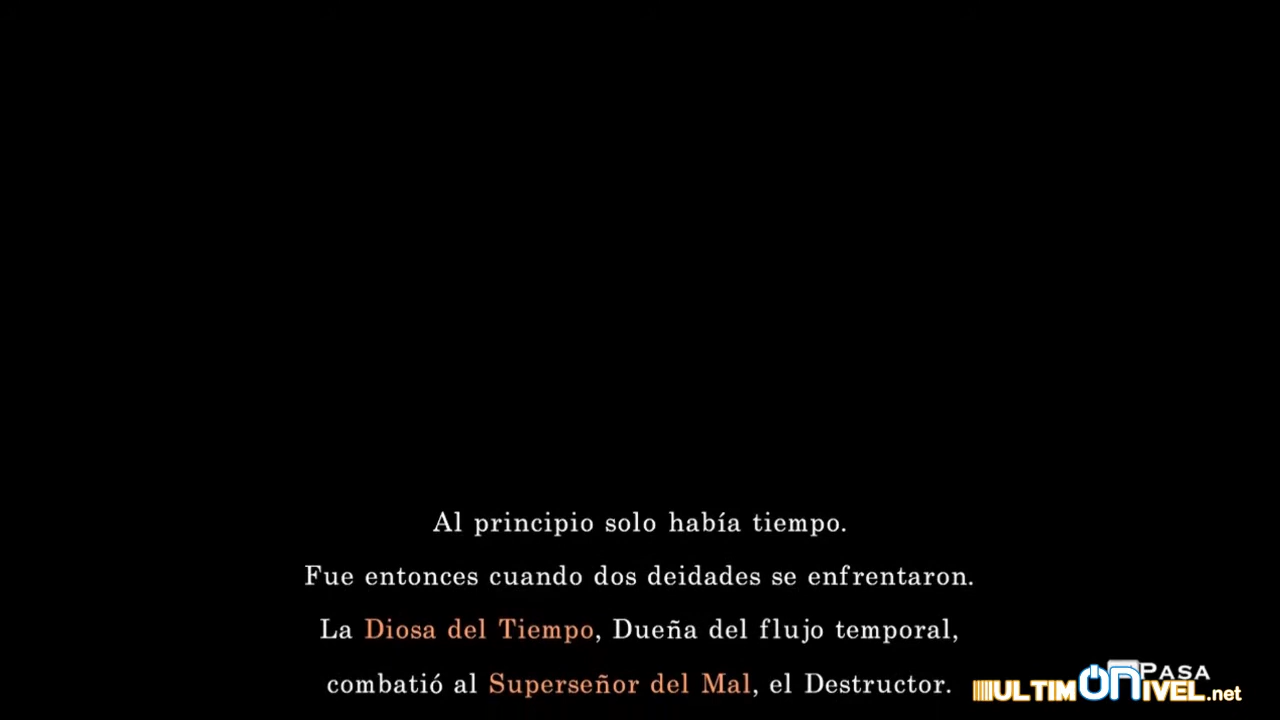 Al principio solo había tiempo.
Fue entonces cuando dos deidades se enfrentaron.
La Diosa del Tiempo, Dueña del flujo temporal,
combatió al Superseñor del Mal, el Destructor.
PASA
ULTIMONIVEL.net